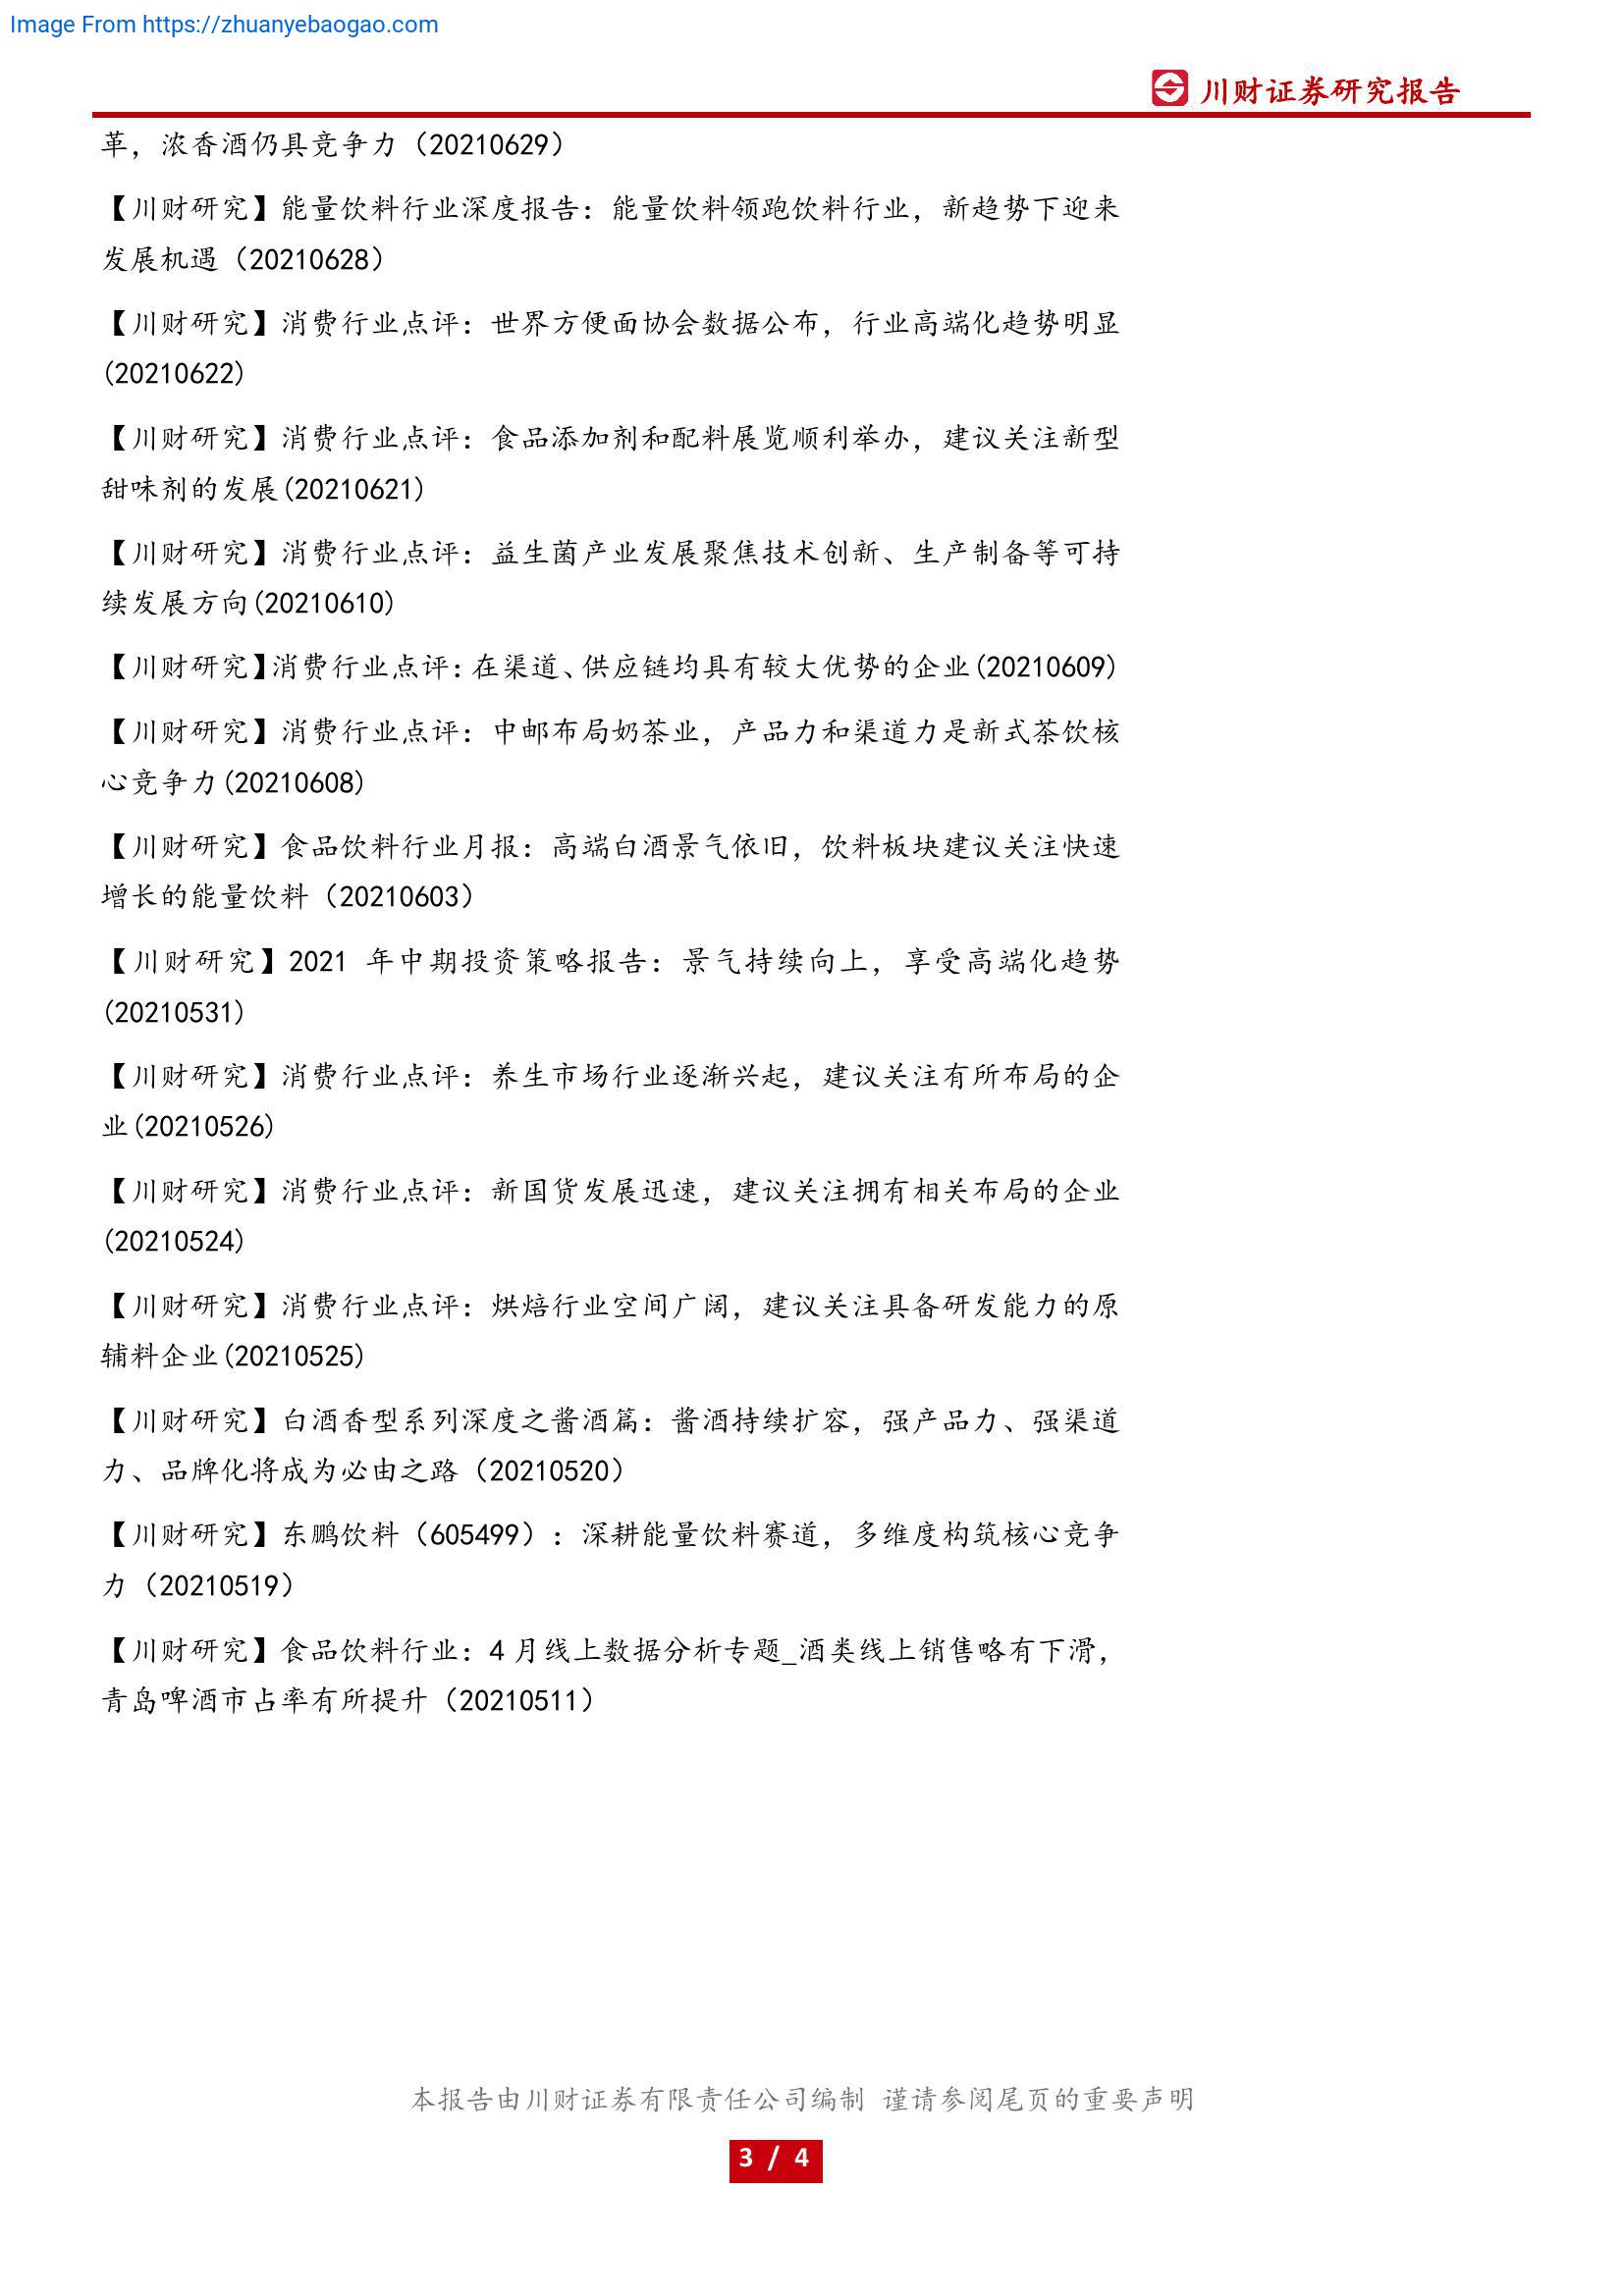 Image From https://zhuanyebaogao.com
川财证券研究报告
革，浓香酒仍具竞争力（20210629）
【川财研究】能量饮料行业深度报告：能量饮料领跑饮料行业，新趋势下迎来
发展机遇（20210628）
【川财研究】消费行业点评：世界方便面协会数据公布，行业高端化趋势明显
(20210622)
【川财研究】消费行业点评：食品添加剂和配料展览顺利举办，建议关注新型
甜味剂的发展(20210621)
【川财研究】消费行业点评：益生菌产业发展聚焦技术创新、生产制备等可持
续发展方向(20210610)
【川财研究】消费行业点评：在渠道、供应链均具有较大优势的企业(20210609)
【川财研究】消费行业点评：中邮布局奶茶业，产品力和渠道力是新式茶饮核
心竞争力(20210608)
【川财研究】食品饮料行业月报：高端白酒景气依旧，饮料板块建议关注快速
增长的能量饮料（20210603）
【川财研究】2021 年中期投资策略报告：景气持续向上，享受高端化趋势
(20210531)
【川财研究】消费行业点评：养生市场行业逐渐兴起，建议关注有所布局的企
业(20210526)
【川财研究】消费行业点评：新国货发展迅速，建议关注拥有相关布局的企业
(20210524)
【川财研究】消费行业点评：烘焙行业空间广阔，建议关注具备研发能力的原
辅料企业(20210525)
【川财研究】白酒香型系列深度之酱酒篇：酱酒持续扩容，强产品力、强渠道
力、品牌化将成为必由之路（20210520）
【川财研究】东鹏饮料（605499）：深耕能量饮料赛道，多维度构筑核心竞争
力（20210519）
【川财研究】食品饮料行业：4 月线上数据分析专题_酒类线上销售略有下滑，
青岛啤酒市占率有所提升（20210511）
本报告由川财证券有限责任公司编制 谨请参阅尾页的重要声明
3 / 4